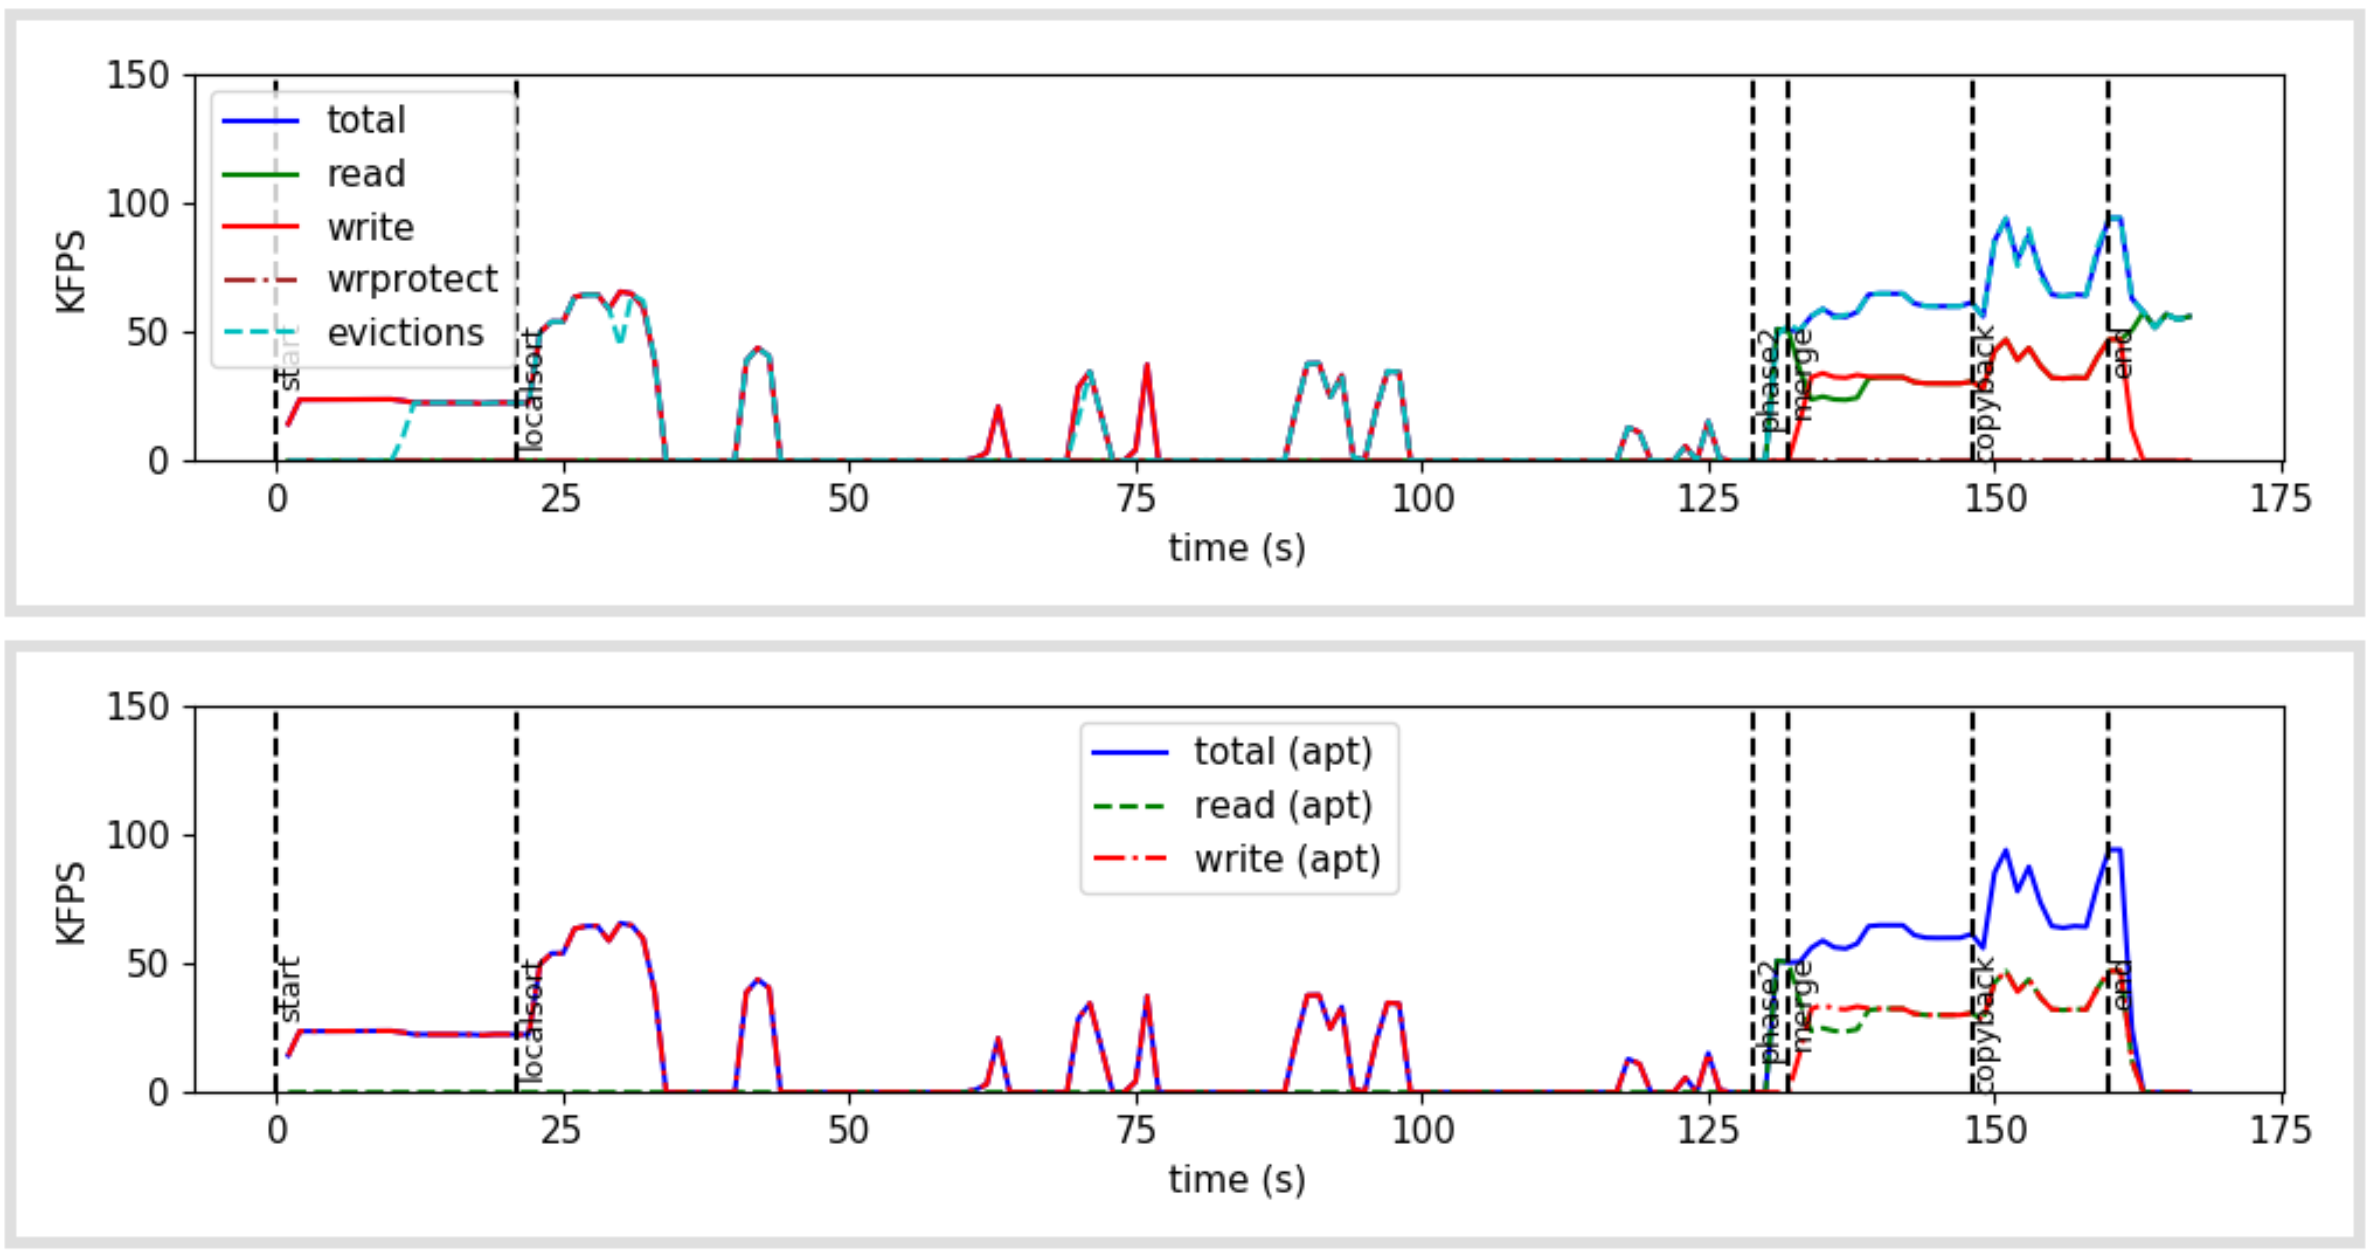 150
100
50
0
KFPS
total
read
write
wrprotect
evictions
start
localsort
phase2
merge
copyback
end
0 25 50 75 100 125 150 175
time (s)
150
100
50
0
KFPS
total (apt)
read (apt)
write (apt)
start
localsort
phase2
merge
copyback
end
0 25 50 75 100 125 150 175
time (s)